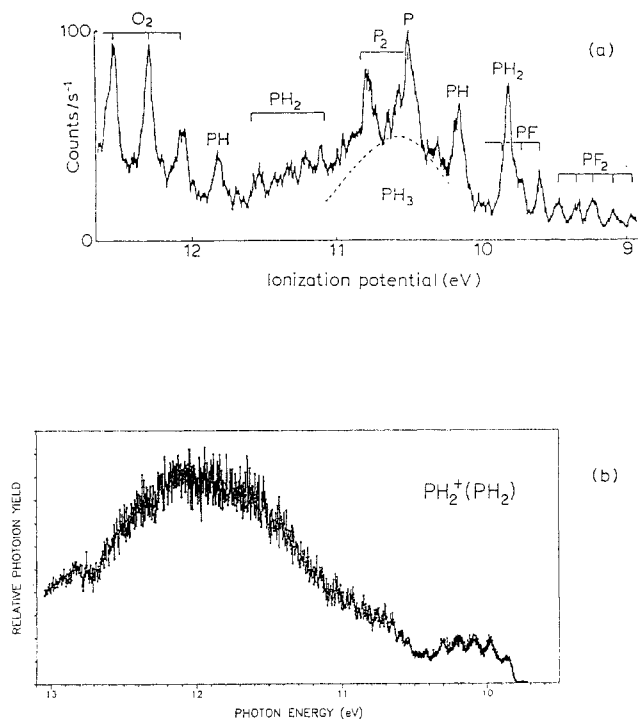 100
O₂
P
P₂
(a)
PH₂
PH₂
PH
PH
PF
PF₂
PH₃
Counts/s⁻¹
0
12
11
10
9
Ionization potential (eV)
(b)
PH₂⁺(PH₂)
RELATIVE PHOTOION YIELD
13
12
11
10
PHOTON ENERGY (eV)